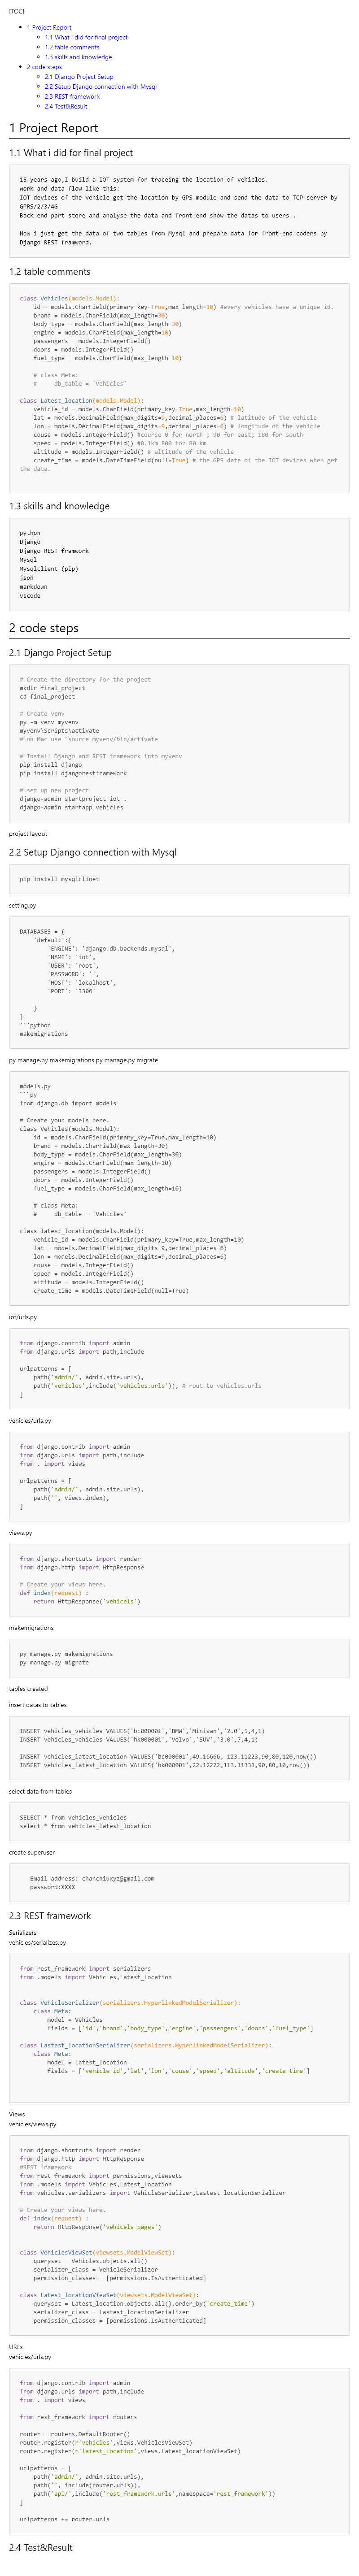 [TOC]
1 Project Report
1.1 What i did for final project
1.2 table comments
1.3 skills and knowledge
2 code steps
2.1 Django Project Setup
2.2 Setup Django connection with Mysql
2.3 REST framework
2.4 Test&Result
1 Project Report
1.1 What i did for final project
15 years ago,I build a IOT system for traceing the location of vehicles.
work and data flow like this:
IOT devices of the vehicle get the location by GPS module and send the data to TCP server by
GPRS/2/3/4G
Back-end part store and analyse the data and front-end show the datas to users .
Now i just get the data of two tables from Mysql and prepare data for front-end coders by
Django REST framword.
1.2 table comments
class Vehicles(models.Model):
id = models.CharField(primary_key=True,max_length=10) #every vehicles have a unique id.
brand = models.CharField(max_length=30)
body_type = models.CharField(max_length=30)
engine = models.CharField(max_length=10)
passengers = models.IntegerField()
doors = models.IntegerField()
fuel_type = models.CharField(max_length=10)
# class Meta:
#     db_table = 'Vehicles'
class Latest_location(models.Model):
vehicle_id = models.CharField(primary_key=True,max_length=10)
lat = models.DecimalField(max_digits=9,decimal_places=6) # latitude of the vehicle
lon = models.DecimalField(max_digits=9,decimal_places=6) # longitude of the vehicle
couse = models.IntegerField() #course 0 for north ; 90 for east; 180 for south
speed = models.IntegerField() #0.1km 800 for 80 km
altitude = models.IntegerField() # altitude of the vehicle
create_time = models.DateTimeField(null=True) # the GPS date of the IOT devices when get
the data.
1.3 skills and knowledge
python
Django
Django REST framwork
Mysql
Mysqlclient (pip)
json
markdown
vscode
2 code steps
2.1 Django Project Setup
# Create the directory for the project
mkdir final_project
cd final_project
# Create venv
py -m venv myvenv
myvenv\Scripts\activate
# on Mac use `source myvenv/bin/activate
# Install Django and REST framework into myvenv
pip install django
pip install djangorestframework
# set up new project
django-admin startproject iot .
django-admin startapp vehicles
project layout
2.2 Setup Django connection with Mysql
pip install mysqlclinet
setting.py
DATABASES = {
'default':{
'ENGINE': 'django.db.backends.mysql',
'NAME': 'iot',
'USER': 'root',
'PASSWORD': '',
'HOST': 'localhost',
'PORT': '3306'
}
}
```python
makemigrations
py manage.py makemigrations py manage.py migrate
models.py
```py
from django.db import models
# Create your models here.
class Vehicles(models.Model):
id = models.CharField(primary_key=True,max_length=10)
brand = models.CharField(max_length=30)
body_type = models.CharField(max_length=30)
engine = models.CharField(max_length=10)
passengers = models.IntegerField()
doors = models.IntegerField()
fuel_type = models.CharField(max_length=10)
# class Meta:
#     db_table = 'Vehicles'
class latest_location(models.Model):
vehicle_id = models.CharField(primary_key=True,max_length=10)
lat = models.DecimalField(max_digits=9,decimal_places=6)
lon = models.DecimalField(max_digits=9,decimal_places=6)
couse = models.IntegerField()
speed = models.IntegerField()
altitude = models.IntegerField()
create_time = models.DateTimeField(null=True)
iot/urls.py
from django.contrib import admin
from django.urls import path,include
urlpatterns = [
path('admin/', admin.site.urls),
path('vehicles',include('vehicles.urls')), # rout to vehicles.urls
]
vehicles/urls.py
from django.contrib import admin
from django.urls import path,include
from . import views
urlpatterns = [
path('admin/', admin.site.urls),
path('', views.index),
]
views.py
from django.shortcuts import render
from django.http import HttpResponse
# Create your views here.
def index(request) :
return HttpResponse('vehicels')
makemigrations
py manage.py makemigrations
py manage.py migrate
tables created
insert datas to tables
INSERT vehicles_vehicles VALUES('bc000001','BMW','Minivan','2.0',5,4,1)
INSERT vehicles_vehicles VALUES('hk000001','Volvo','SUV','3.0',7,4,1)
INSERT vehicles_latest_location VALUES('bc000001',49.16666,-123.11223,90,80,120,now())
INSERT vehicles_latest_location VALUES('hk000001',22.12222,113.11333,90,80,10,now())
select data from tables
SELECT * from vehicles_vehicles
select * from vehicles_latest_location
create superuser
Email address: chanchiuxyz@gmail.com
password:XXXX
2.3 REST framework
Serializers
vehicles/serializes.py
from rest_framework import serializers
from .models import Vehicles,Latest_location
class VehicleSerializer(serializers.HyperlinkedModelSerializer):
class Meta:
model = Vehicles
fields = ['id','brand','body_type','engine','passengers','doors','fuel_type']
class Lastest_locationSerializer(serializers.HyperlinkedModelSerializer):
class Meta:
model = Latest_location
fields = ['vehicle_id','lat','lon','couse','speed','altitude','create_time']
Views
vehicles/views.py
from django.shortcuts import render
from django.http import HttpResponse
#REST framework
from rest_framework import permissions,viewsets
from .models import Vehicles,Latest_location
from vehicles.serializers import VehicleSerializer,Lastest_locationSerializer
# Create your views here.
def index(request) :
return HttpResponse('vehicels pages')
class VehiclesViewSet(viewsets.ModelViewSet):
queryset = Vehicles.objects.all()
serializer_class = VehicleSerializer
permission_classes = [permissions.IsAuthenticated]
class Latest_locationViewSet(viewsets.ModelViewSet):
queryset = Latest_location.objects.all().order_by('create_time')
serializer_class = Lastest_locationSerializer
permission_classes = [permissions.IsAuthenticated]
URLs
vehicles/urls.py
from django.contrib import admin
from django.urls import path,include
from . import views
from rest_framework import routers
router = routers.DefaultRouter()
router.register(r'vehicles',views.VehiclesViewSet)
router.register(r'latest_location',views.Latest_locationViewSet)
urlpatterns = [
path('admin/', admin.site.urls),
path('', include(router.urls)),
path('api/',include('rest_framework.urls',namespace='rest_framework'))
]
urlpatterns += router.urls
2.4 Test&Result